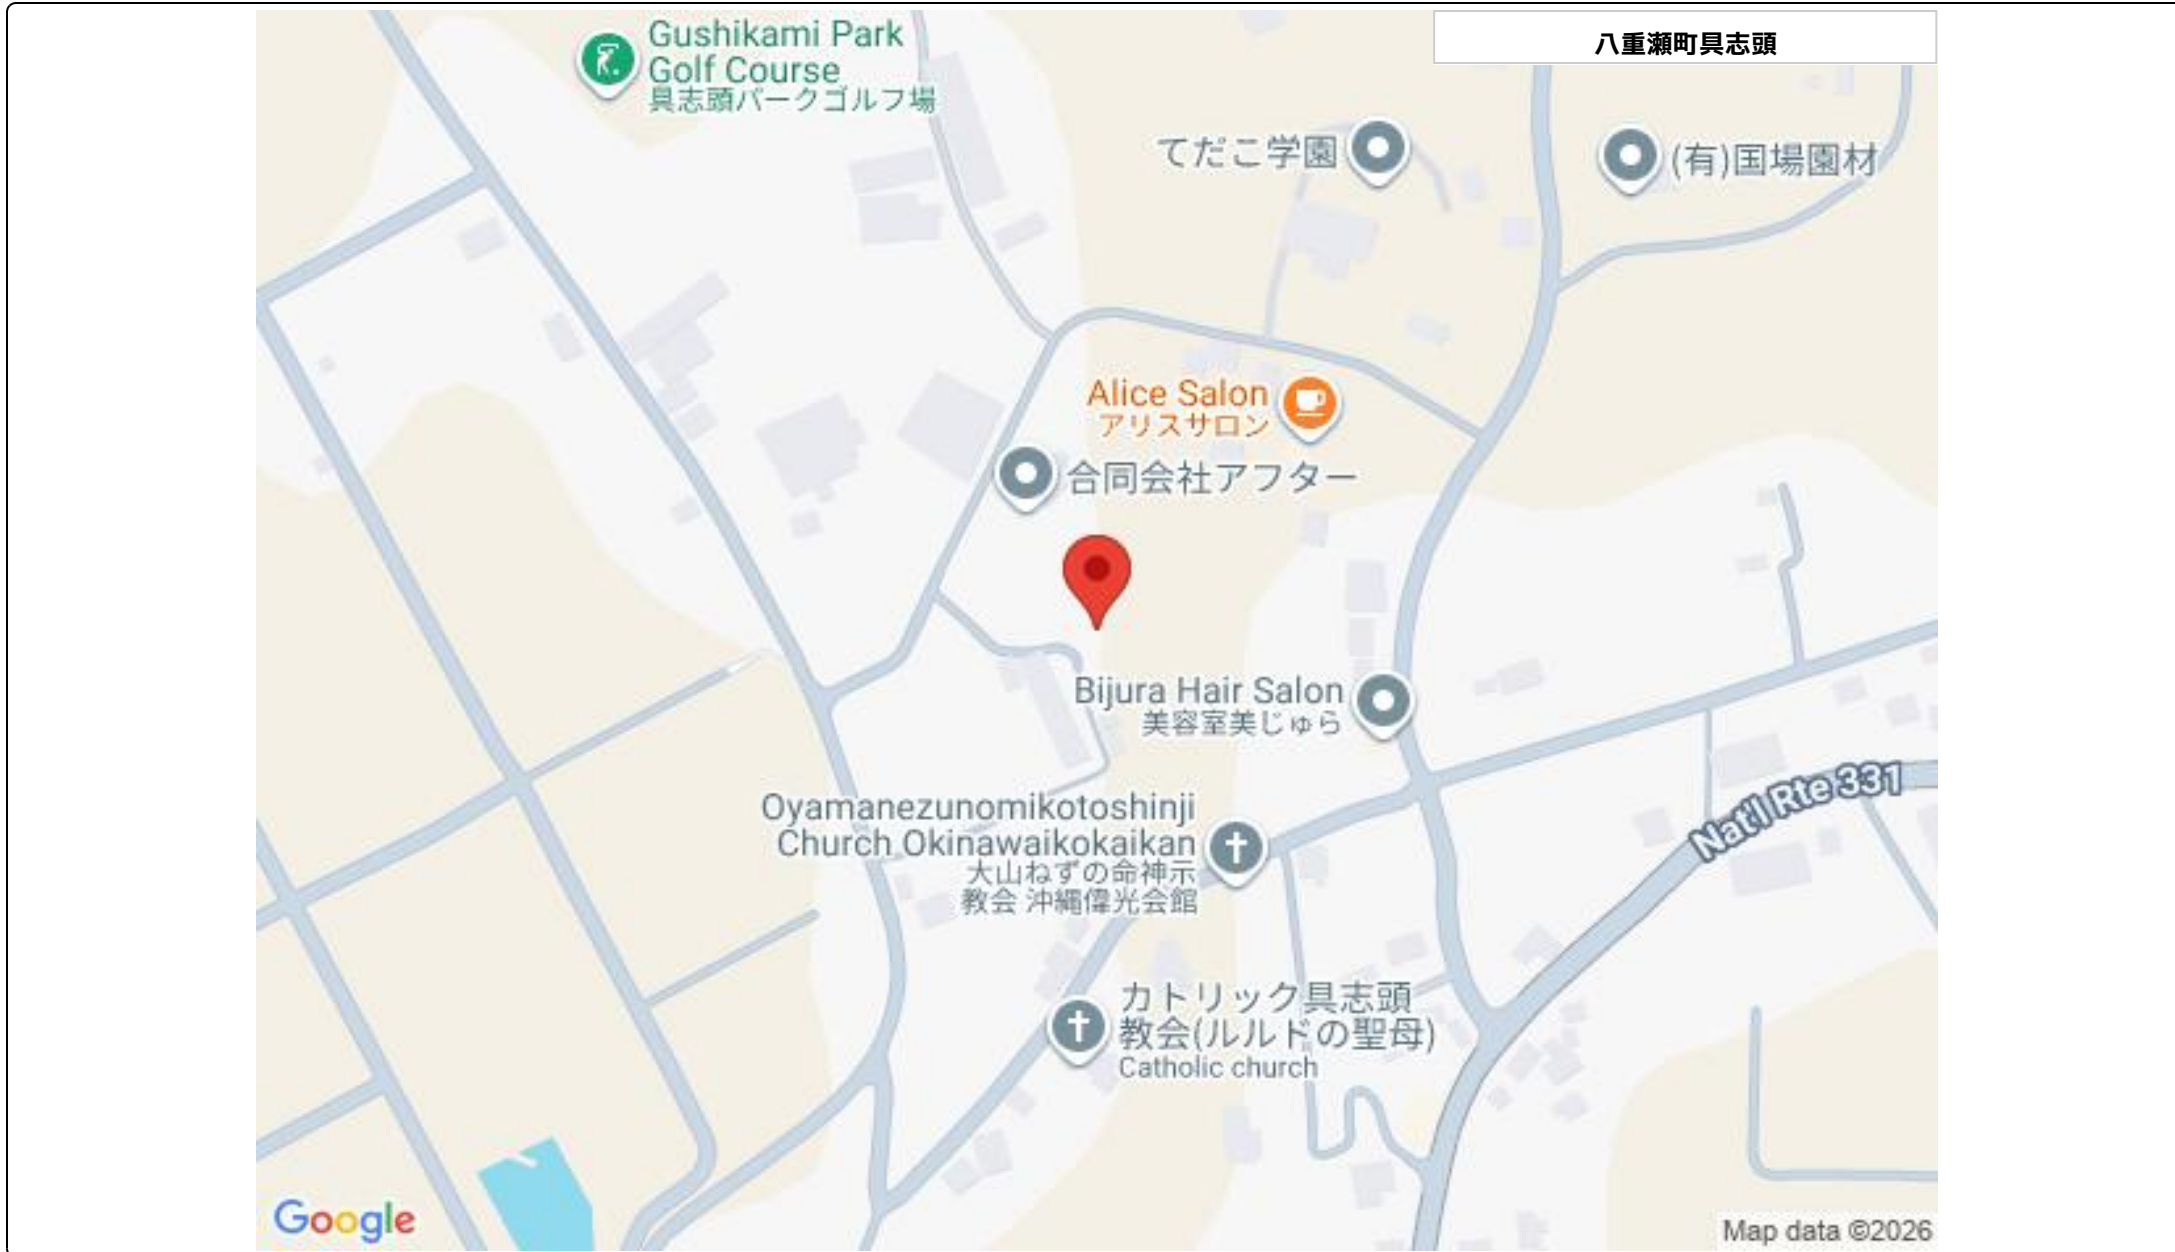 八重瀬町具志頭
Gushikami Park
Golf Course
具志頭パークゴルフ場
てだこ学園
(有)国場園材
Alice Salon
アリスサロン
合同会社アフター
Bijura Hair Salon
美容室美じゅら
Nat'l Rte 331
Oyamanezunomikotoshinji
Church Okinawaikokaikan
大山ねずの命神示
教会 沖縄偉光会館
カトリック具志頭
教会(ルルドの聖母)
Catholic church
Google
Map data ©2026